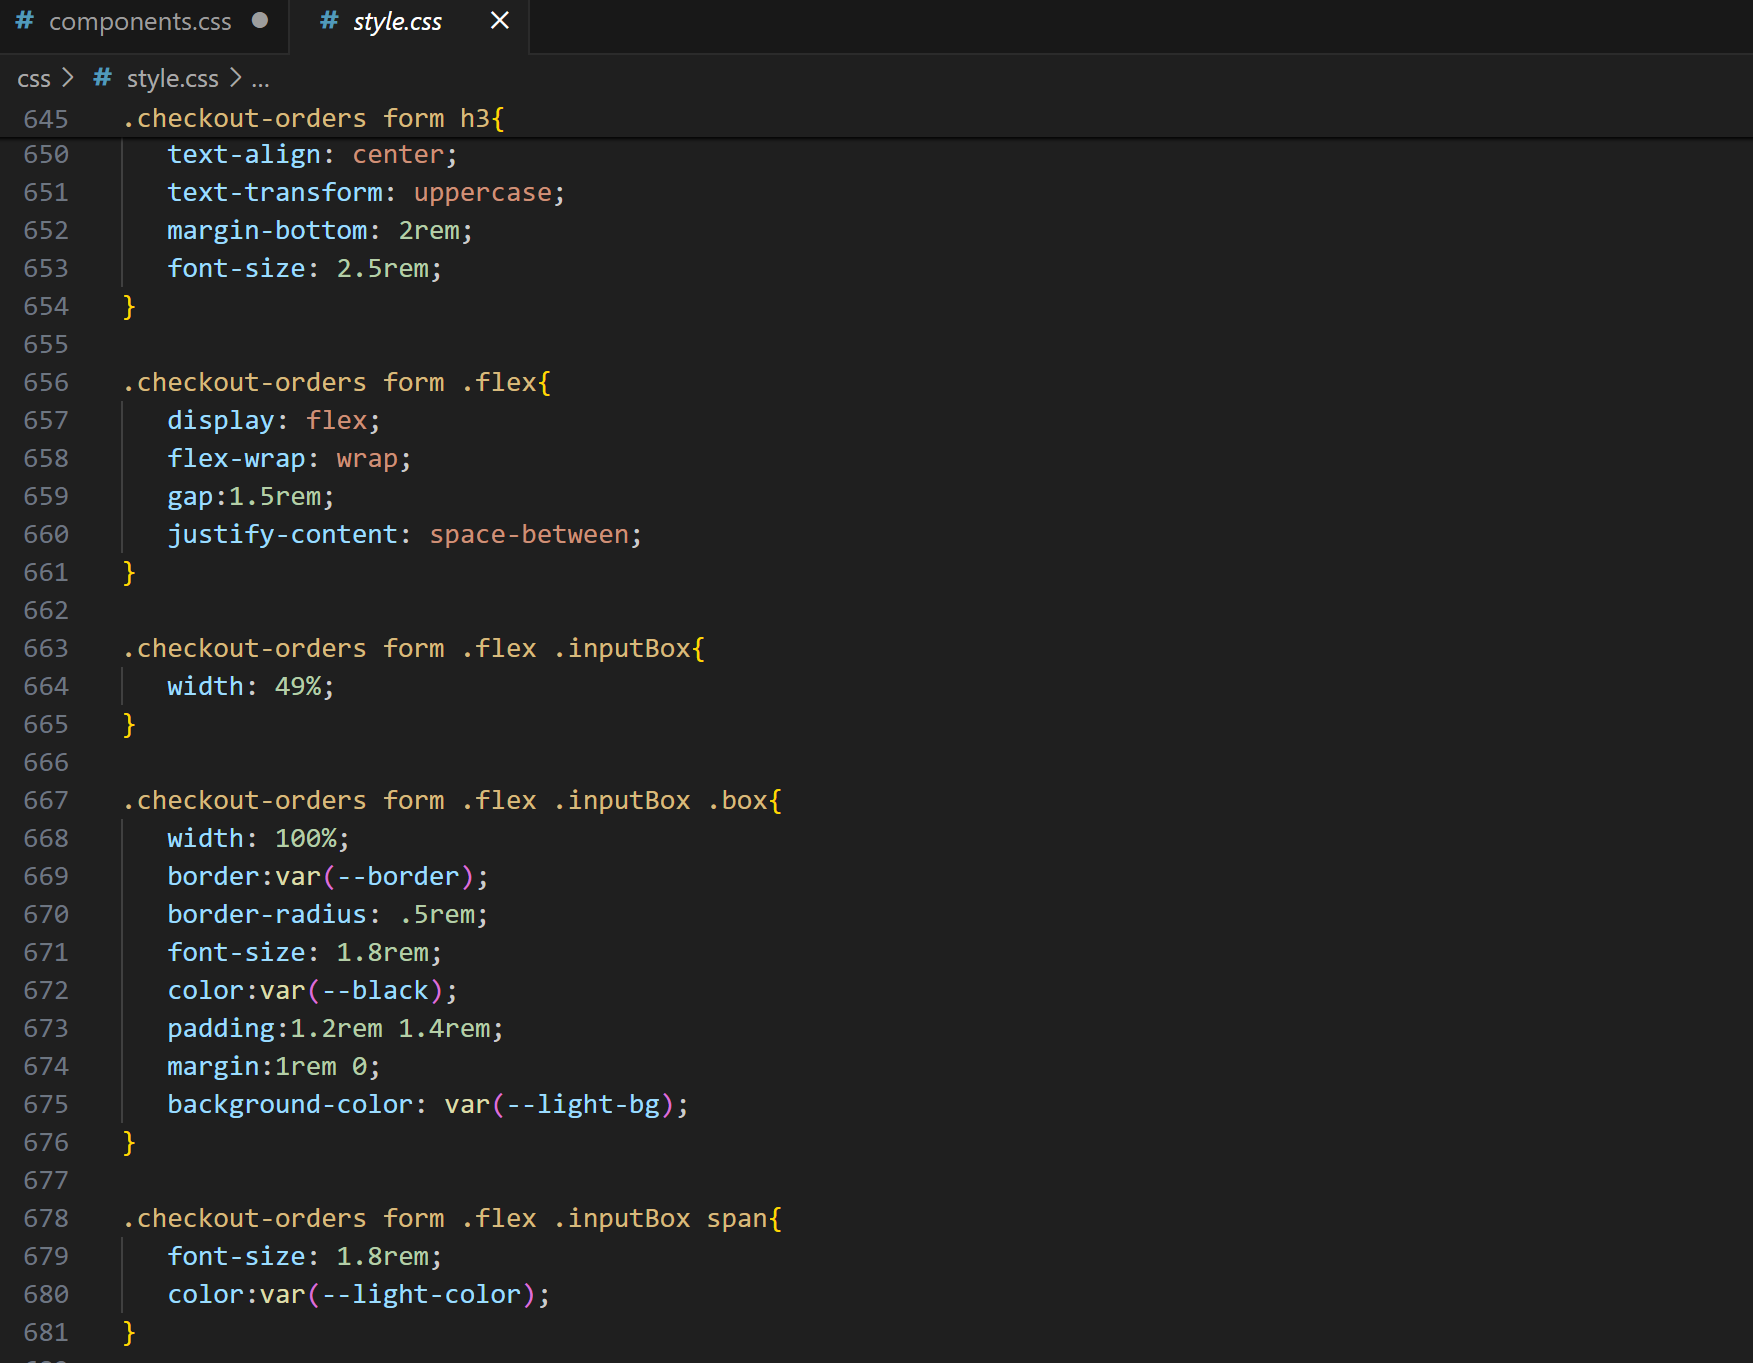 # components.css ● # style.css ×
css > # style.css > ...
645 .checkout-orders form h3{
650 text-align: center;
651 text-transform: uppercase;
652 margin-bottom: 2rem;
653 font-size: 2.5rem;
654 }
655
656 .checkout-orders form .flex{
657 display: flex;
658 flex-wrap: wrap;
659 gap:1.5rem;
660 justify-content: space-between;
661 }
662
663 .checkout-orders form .flex .inputBox{
664 width: 49%;
665 }
666
667 .checkout-orders form .flex .inputBox .box{
668 width: 100%;
669 border:var(--border);
670 border-radius: .5rem;
671 font-size: 1.8rem;
672 color:var(--black);
673 padding:1.2rem 1.4rem;
674 margin:1rem 0;
675 background-color: var(--light-bg);
676 }
677
678 .checkout-orders form .flex .inputBox span{
679 font-size: 1.8rem;
680 color:var(--light-color);
681 }